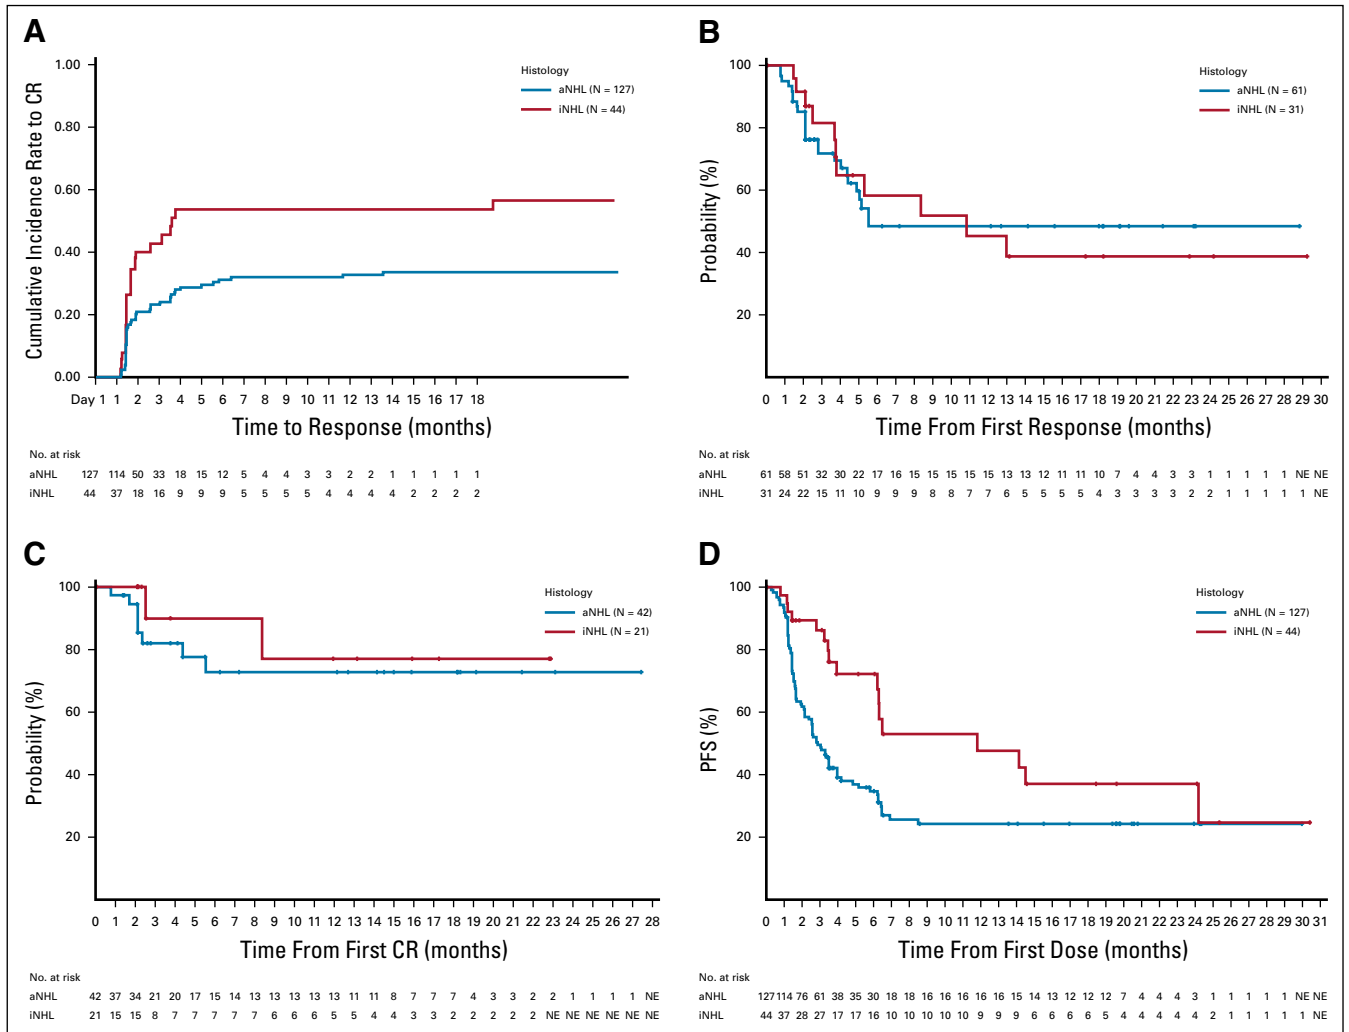 A
Cumulative Incidence Rate to CR
1.00
0.80
0.60
0.40
0.20
0.00
Histology
aNHL (N = 127)
iNHL (N = 44)
Day 1 1 2 3 4 5 6 7 8 9 10 11 12 13 14 15 16 17 18
Time to Response (months)
No. at risk
aNHL 127 114 50 33 18 15 12 5 4 4 3 3 2 2 1 1 1 1 1
iNHL 44 37 18 16 9 9 9 5 5 5 5 4 4 4 4 2 2 2 2
B
Probability (%)
100
80
60
40
20
Histology
aNHL (N = 61)
iNHL (N = 31)
0 1 2 3 4 5 6 7 8 9 10 11 12 13 14 15 16 17 18 19 20 21 22 23 24 25 26 27 28 29 30
Time From First Response (months)
No. at risk
aNHL 61 58 51 32 30 22 17 16 15 15 15 15 15 13 13 12 11 11 10 7 4 4 3 3 1 1 1 1 1 NE NE
iNHL 31 24 22 15 11 10 9 9 9 8 8 7 7 6 5 5 5 5 4 3 3 3 3 2 2 1 1 1 1 1 NE
C
Probability (%)
100
80
60
40
20
Histology
aNHL (N = 42)
iNHL (N = 21)
0 1 2 3 4 5 6 7 8 9 10 11 12 13 14 15 16 17 18 19 20 21 22 23 24 25 26 27 28
Time From First CR (months)
No. at risk
aNHL 42 37 34 21 20 17 15 14 13 13 13 13 13 11 11 8 7 7 7 4 3 3 2 2 1 1 1 1 NE
iNHL 21 15 15 8 7 7 7 7 7 6 6 6 5 5 4 4 3 3 2 2 2 2 2 NE NE NE NE NE NE
D
PFS (%)
100
80
60
40
20
Histology
aNHL (N = 127)
iNHL (N = 44)
0 1 2 3 4 5 6 7 8 9 10 11 12 13 14 15 16 17 18 19 20 21 22 23 24 25 26 27 28 29 30 31
Time From First Dose (months)
No. at risk
aNHL 127 114 76 61 38 35 30 18 18 16 16 16 16 16 15 14 13 12 12 12 7 4 4 4 3 1 1 1 1 1 NE NE
iNHL 44 37 28 27 17 17 16 10 10 10 10 10 9 9 9 6 6 6 6 5 4 4 4 4 4 2 1 1 1 1 1 NE